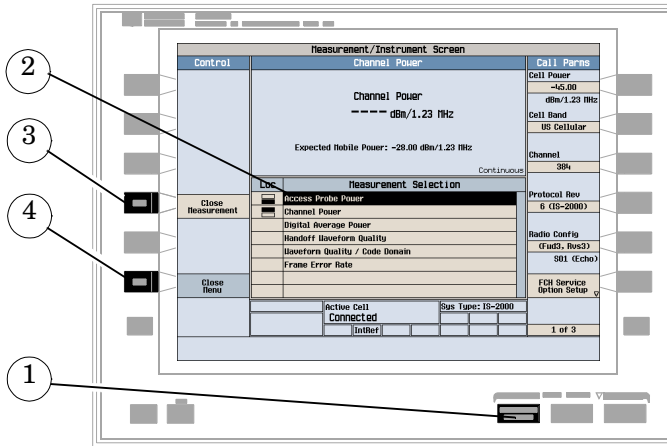 Measurement/Instrument Screen
Control
Channel Power
Call Parms
2
Channel Power
---- dBm/1.23 MHz
Expected Mobile Power: -28.00 dBm/1.23 MHz
Continuous
Cell Power
-45.00
dBm/1.23 MHz
Cell Band
US Cellular
Channel
384
Protocol Rev
6 (IS-2000)
Radio Config
(Fwd3, Rvs3)
SO1 (Echo)
FCH Service
Option Setup
1 of 3
3
Close
Measurement
4
Close
Menu
Loc
Measurement Selection
Access Probe Power
Channel Power
Digital Average Power
Handoff Waveform Quality
Waveform Quality / Code Domain
Frame Error Rate
Active Cell
Connected
Sys Type: IS-2000
IntRef
1